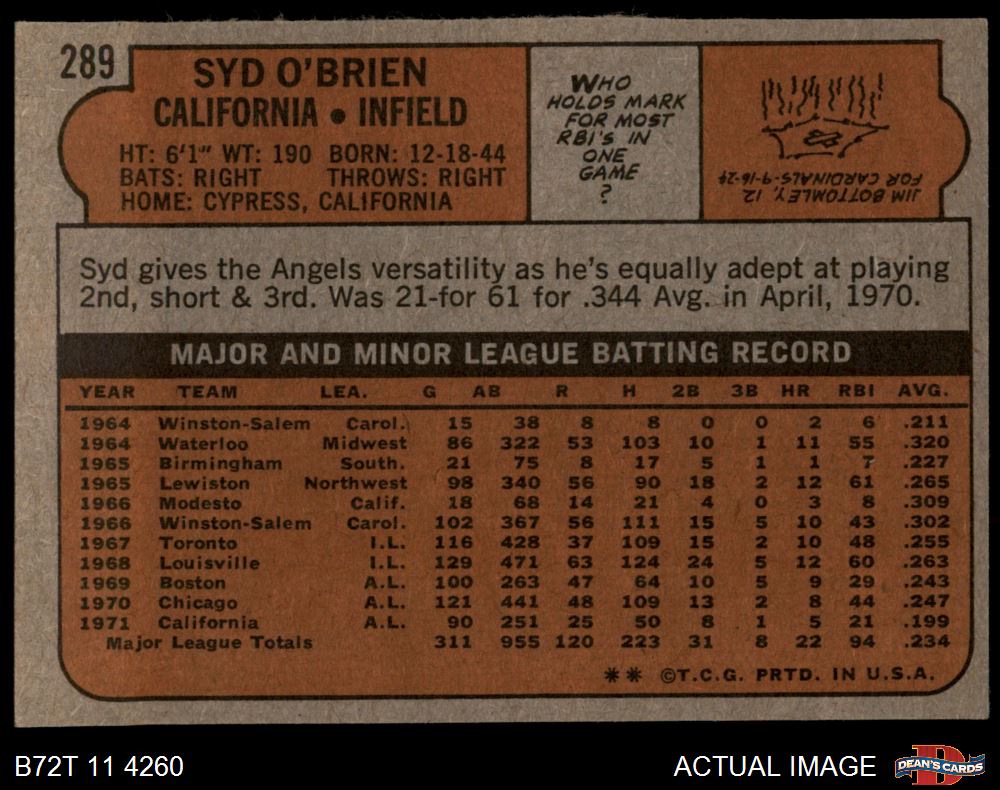 289
SYD O'BRIEN
CALIFORNIA • INFIELD
HT: 6'1" WT: 190 BORN: 12-18-44
BATS: RIGHT THROWS: RIGHT
HOME: CYPRESS, CALIFORNIA
WHO
HOLDS MARK
FOR MOST
RBI'S IN
ONE
GAME
?
JIM BOTTOMLEY, 12
FOR CARDINALS-9-16-24
Syd gives the Angels versatility as he's equally adept at playing
2nd, short & 3rd. Was 21-for 61 for .344 Avg. in April, 1970.
MAJOR AND MINOR LEAGUE BATTING RECORD
YEAR TEAM LEA. G AB R H 2B 3B HR RBI AVG.
1964 Winston-Salem Carol. 15 38 8 8 0 0 2 6 .211
1964 Waterloo Midwest 86 322 53 103 10 1 11 55 .320
1965 Birmingham South. 21 75 8 17 5 1 1 7 .227
1965 Lewiston Northwest 98 340 56 90 18 2 12 61 .265
1966 Modesto Calif. 18 68 14 21 4 0 3 8 .309
1966 Winston-Salem Carol. 102 367 56 111 15 5 10 43 .302
1967 Toronto I.L. 116 428 37 109 15 2 10 48 .255
1968 Louisville I.L. 129 471 63 124 24 5 12 60 .263
1969 Boston A.L. 100 263 47 64 10 5 9 29 .243
1970 Chicago A.L. 121 441 48 109 13 2 8 44 .247
1971 California A.L. 90 251 25 50 8 1 5 21 .199
Major League Totals 311 955 120 223 31 8 22 94 .234
** ©T.C.G. PRTD. IN U.S.A.
B72T 11 4260
ACTUAL IMAGE
D
DEAN'S CARDS